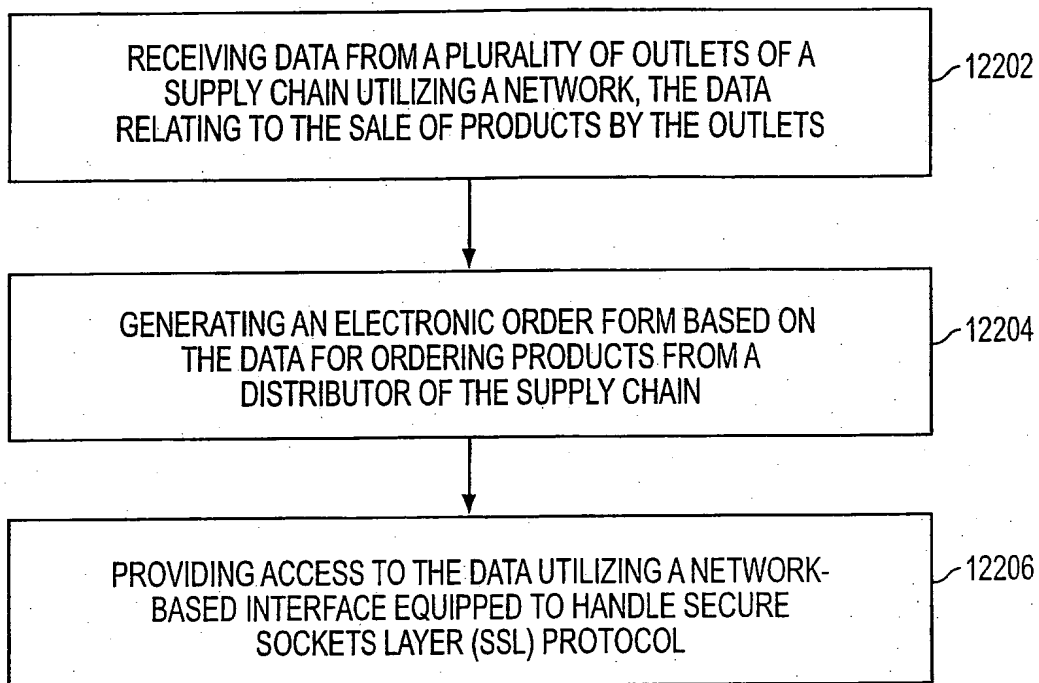 RECEIVING DATA FROM A PLURALITY OF OUTLETS OF A
SUPPLY CHAIN UTILIZING A NETWORK, THE DATA
RELATING TO THE SALE OF PRODUCTS BY THE OUTLETS
12202
GENERATING AN ELECTRONIC ORDER FORM BASED ON
THE DATA FOR ORDERING PRODUCTS FROM A
DISTRIBUTOR OF THE SUPPLY CHAIN
12204
PROVIDING ACCESS TO THE DATA UTILIZING A NETWORK-
BASED INTERFACE EQUIPPED TO HANDLE SECURE
SOCKETS LAYER (SSL) PROTOCOL
12206